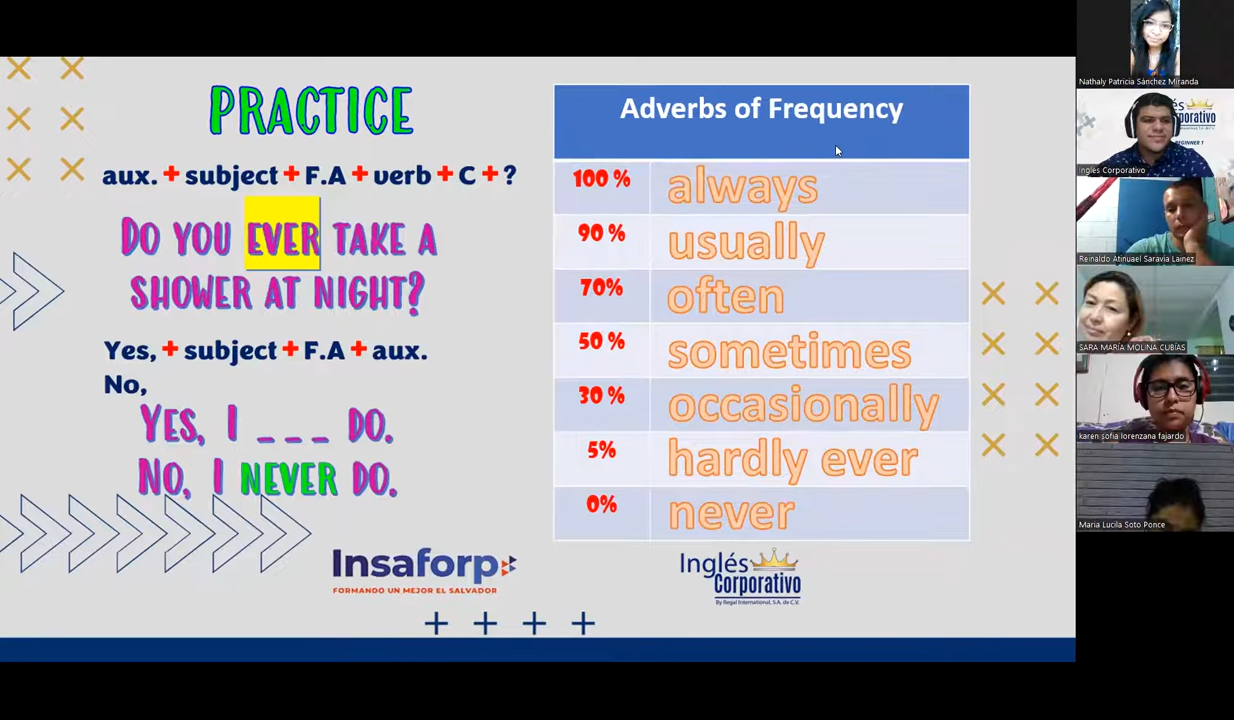 PRACTICE
aux. + subject + F.A + verb + C + ?
DO YOU EVER TAKE A
SHOWER AT NIGHT?
Yes, + subject + F.A + aux.
No,
YES, I _ _ _ DO.
NO, I NEVER DO.
Adverbs of Frequency
100 % always
90 % usually
70% often
50 % sometimes
30 % occasionally
5% hardly ever
0% never
Insaforp
FORMANDO UN MEJOR EL SALVADOR
Inglés
Corporativo
By Regal International, S.A. de C.V.
Nathaly Patricia Sánchez Miranda
Inglés Corporativo
Reinaldo Atinuael Saravia Lainez
SARA MARÍA MOLINA CUBÍAS
karen sofia lorenzana fajardo
Maria Lucila Soto Ponce